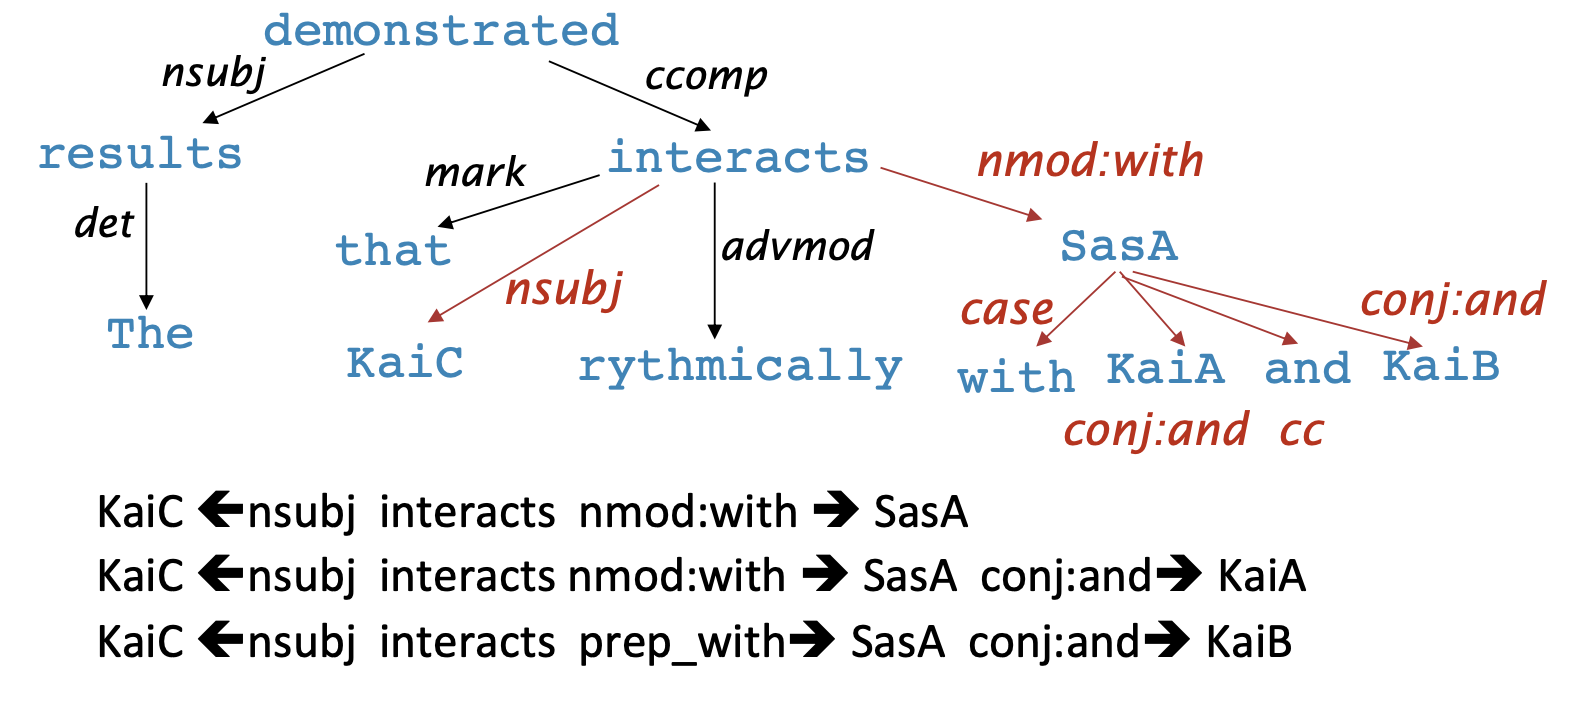 demonstrated
nsubj ccomp
results interacts nmod:with
mark
det that advmod SasA
nsubj case conj:and
The KaiC rythmically with KaiA and KaiB
conj:and cc
KaiC 🡸nsubj interacts nmod:with 🡺 SasA
KaiC 🡸nsubj interacts nmod:with 🡺 SasA conj:and🡺 KaiA
KaiC 🡸nsubj interacts prep_with🡺 SasA conj:and🡺 KaiB